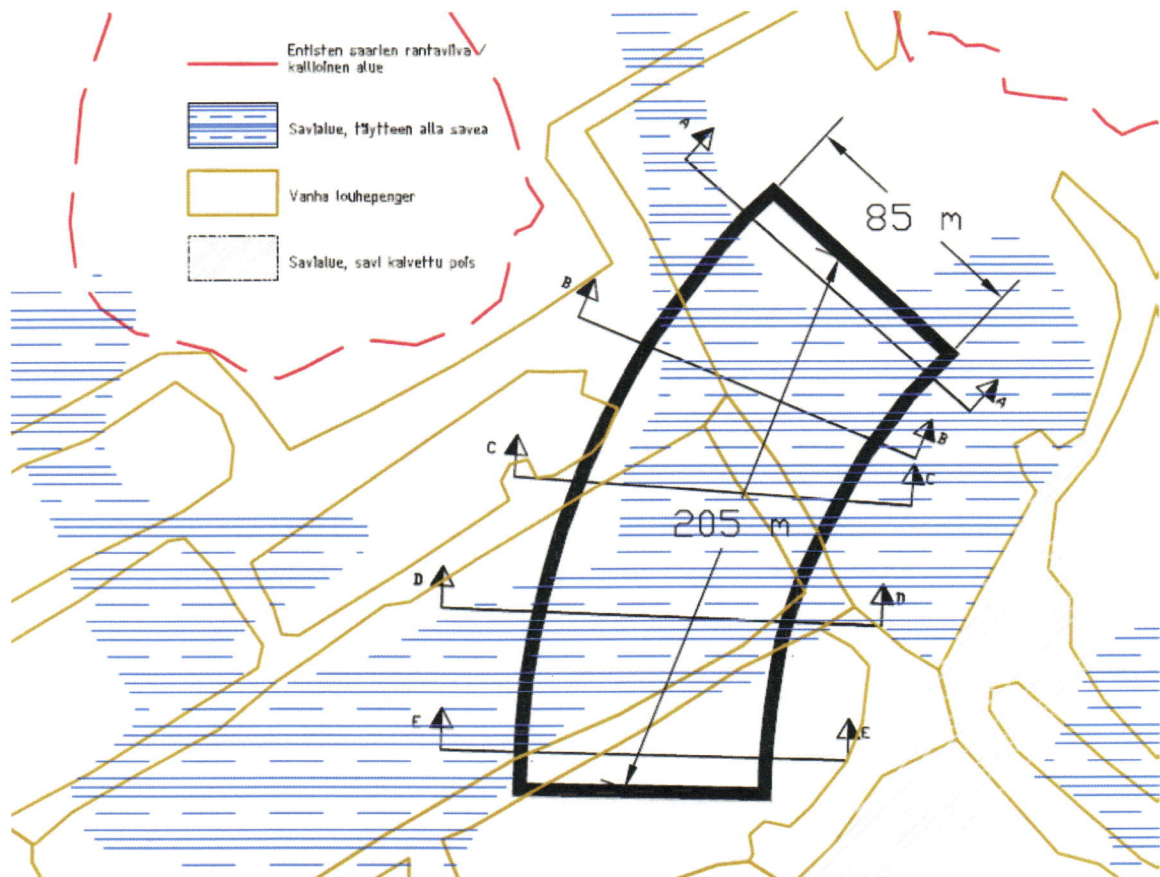 Entisten saarien rantaviiva /
kallioinen alue
Savialue, täytteen alla savea
Vanha louhepenger
Savialue, savi kaivettu pois
A
85 m
B
A
B
C
C
205 m
D
D
E
E